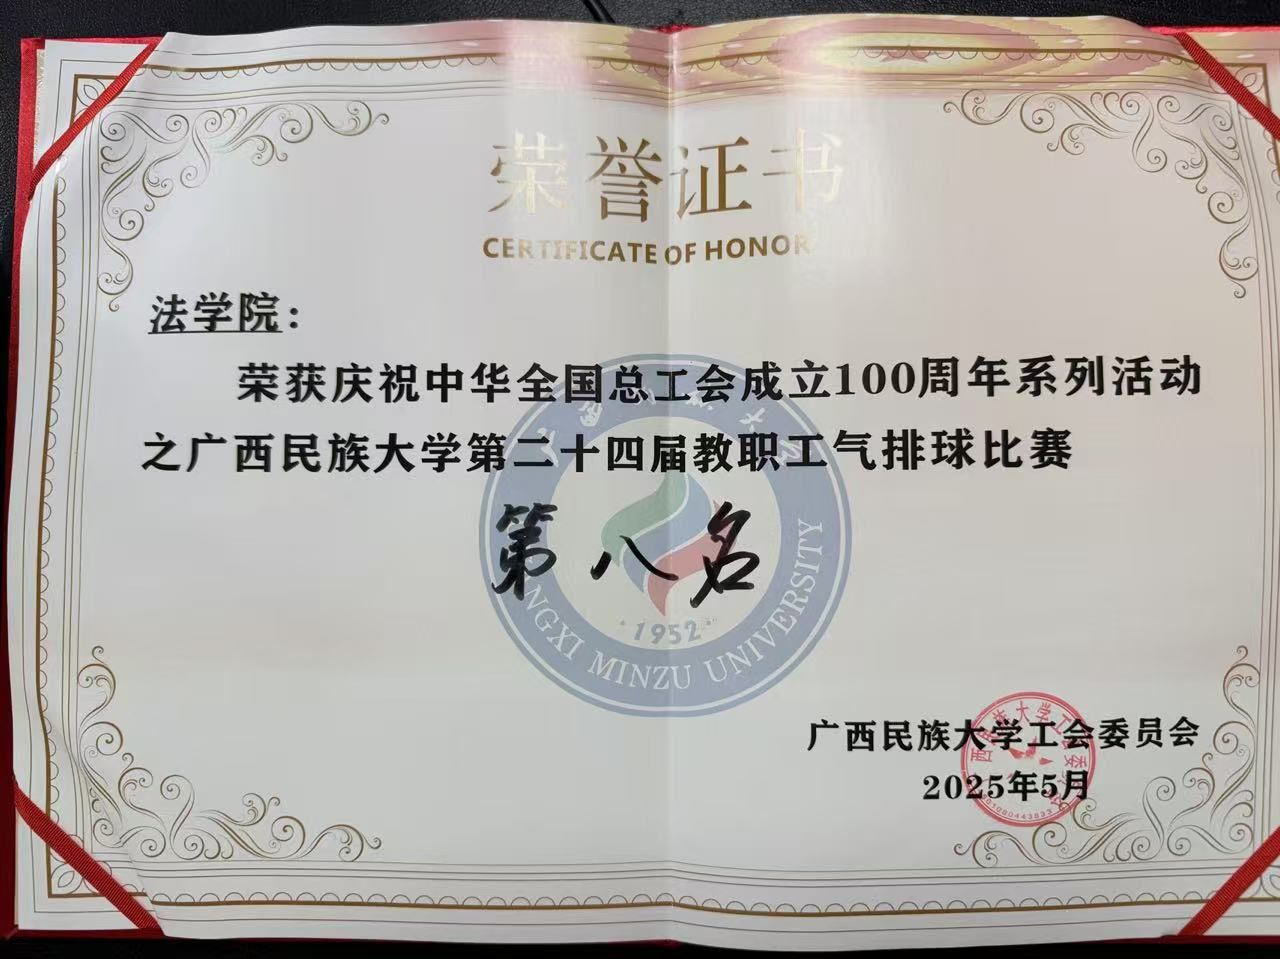 荣誉证书
CERTIFICATE OF HONOR
法学院：
荣获庆祝中华全国总工会成立100周年系列活动
之广西民族大学第二十四届教职工气排球比赛
第八名
·1952·
MINZU UNIVERSITY
广西民族大学工会委员会
2025年5月